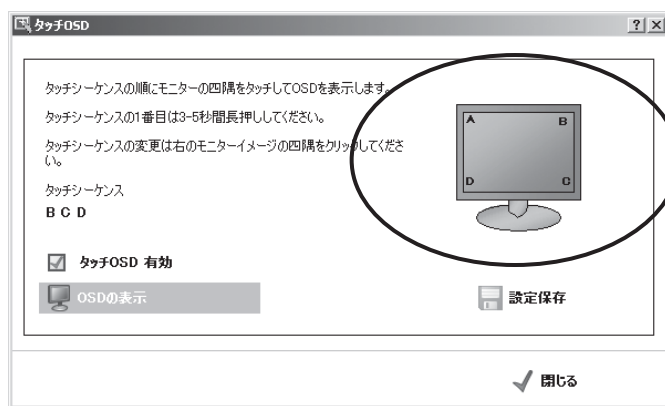 タッチOSD
タッチシーケンスの順にモニターの四隅をタッチしてOSDを表示します。
タッチシーケンスの1番目は3-5秒間長押ししてください。
タッチシーケンスの変更は右のモニターイメージの四隅をクリックしてくださ
い。
タッチシーケンス
B C D
A B
D C
タッチOSD 有効
OSDの表示
設定保存
閉じる